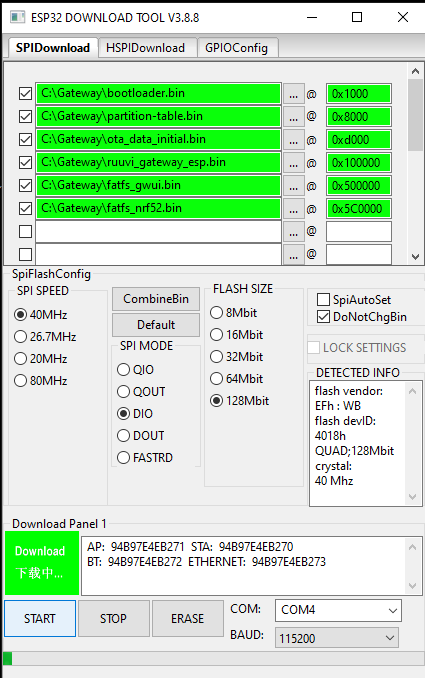 ESP32 DOWNLOAD TOOL V3.8.8
SPIDownload HSPIDownload GPIOConfig
C:\Gateway\bootloader.bin ... @ 0x1000
C:\Gateway\partition-table.bin ... @ 0x8000
C:\Gateway\ota_data_initial.bin ... @ 0xd000
C:\Gateway\ruuvi_gateway_esp.bin ... @ 0x100000
C:\Gateway\fatfs_gwui.bin ... @ 0x500000
C:\Gateway\fatfs_nrf52.bin ... @ 0x5C0000
... @
... @
SpiFlashConfig
SPI SPEED
40MHz
26.7MHz
20MHz
80MHz
CombineBin
Default
SPI MODE
QIO
QOUT
DIO
DOUT
FASTRD
FLASH SIZE
8Mbit
16Mbit
32Mbit
64Mbit
128Mbit
SpiAutoSet
DoNotChgBin
LOCK SETTINGS
DETECTED INFO
flash vendor:
EFh : WB
flash devID:
4018h
QUAD;128Mbit
crystal:
40 Mhz
Download Panel 1
Download
下载中...
AP: 94B97E4EB271 STA: 94B97E4EB270
BT: 94B97E4EB272 ETHERNET: 94B97E4EB273
START STOP ERASE
COM: COM4
BAUD: 115200